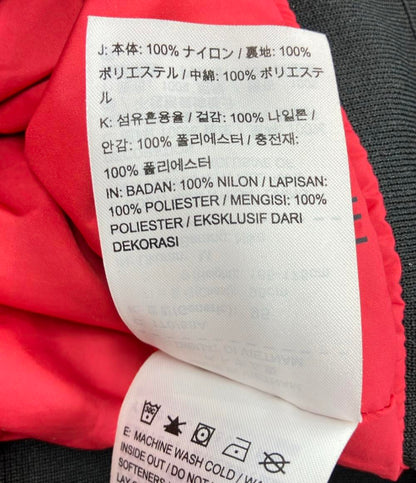 J: 本体: 100% ナイロン / 裏地: 100%
ポリエステル / 中綿: 100% ポリエステ
ル
K: 섬유혼용율 / 겉감: 100% 나일론 /
안감: 100% 폴리에스터 / 충전재:
100% 폴리에스터
IN: BADAN: 100% NILON / LAPISAN:
100% POLIESTER / MENGISI: 100%
POLIESTER / EKSKLUSIF DARI
DEKORASI
E: MACHINE WASH COLD / WA
INSIDE OUT / DO NOT
SOFTENERS